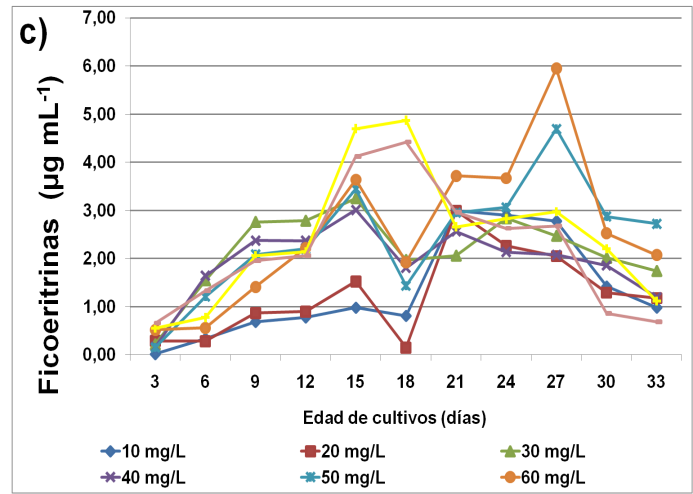 c)
7,00
6,00
5,00
4,00
3,00
2,00
1,00
0,00
Ficoeritrinas (µg mL-1)
3 6 9 12 15 18 21 24 27 30 33
Edad de cultivos (días)
10 mg/L 20 mg/L 30 mg/L
40 mg/L 50 mg/L 60 mg/L